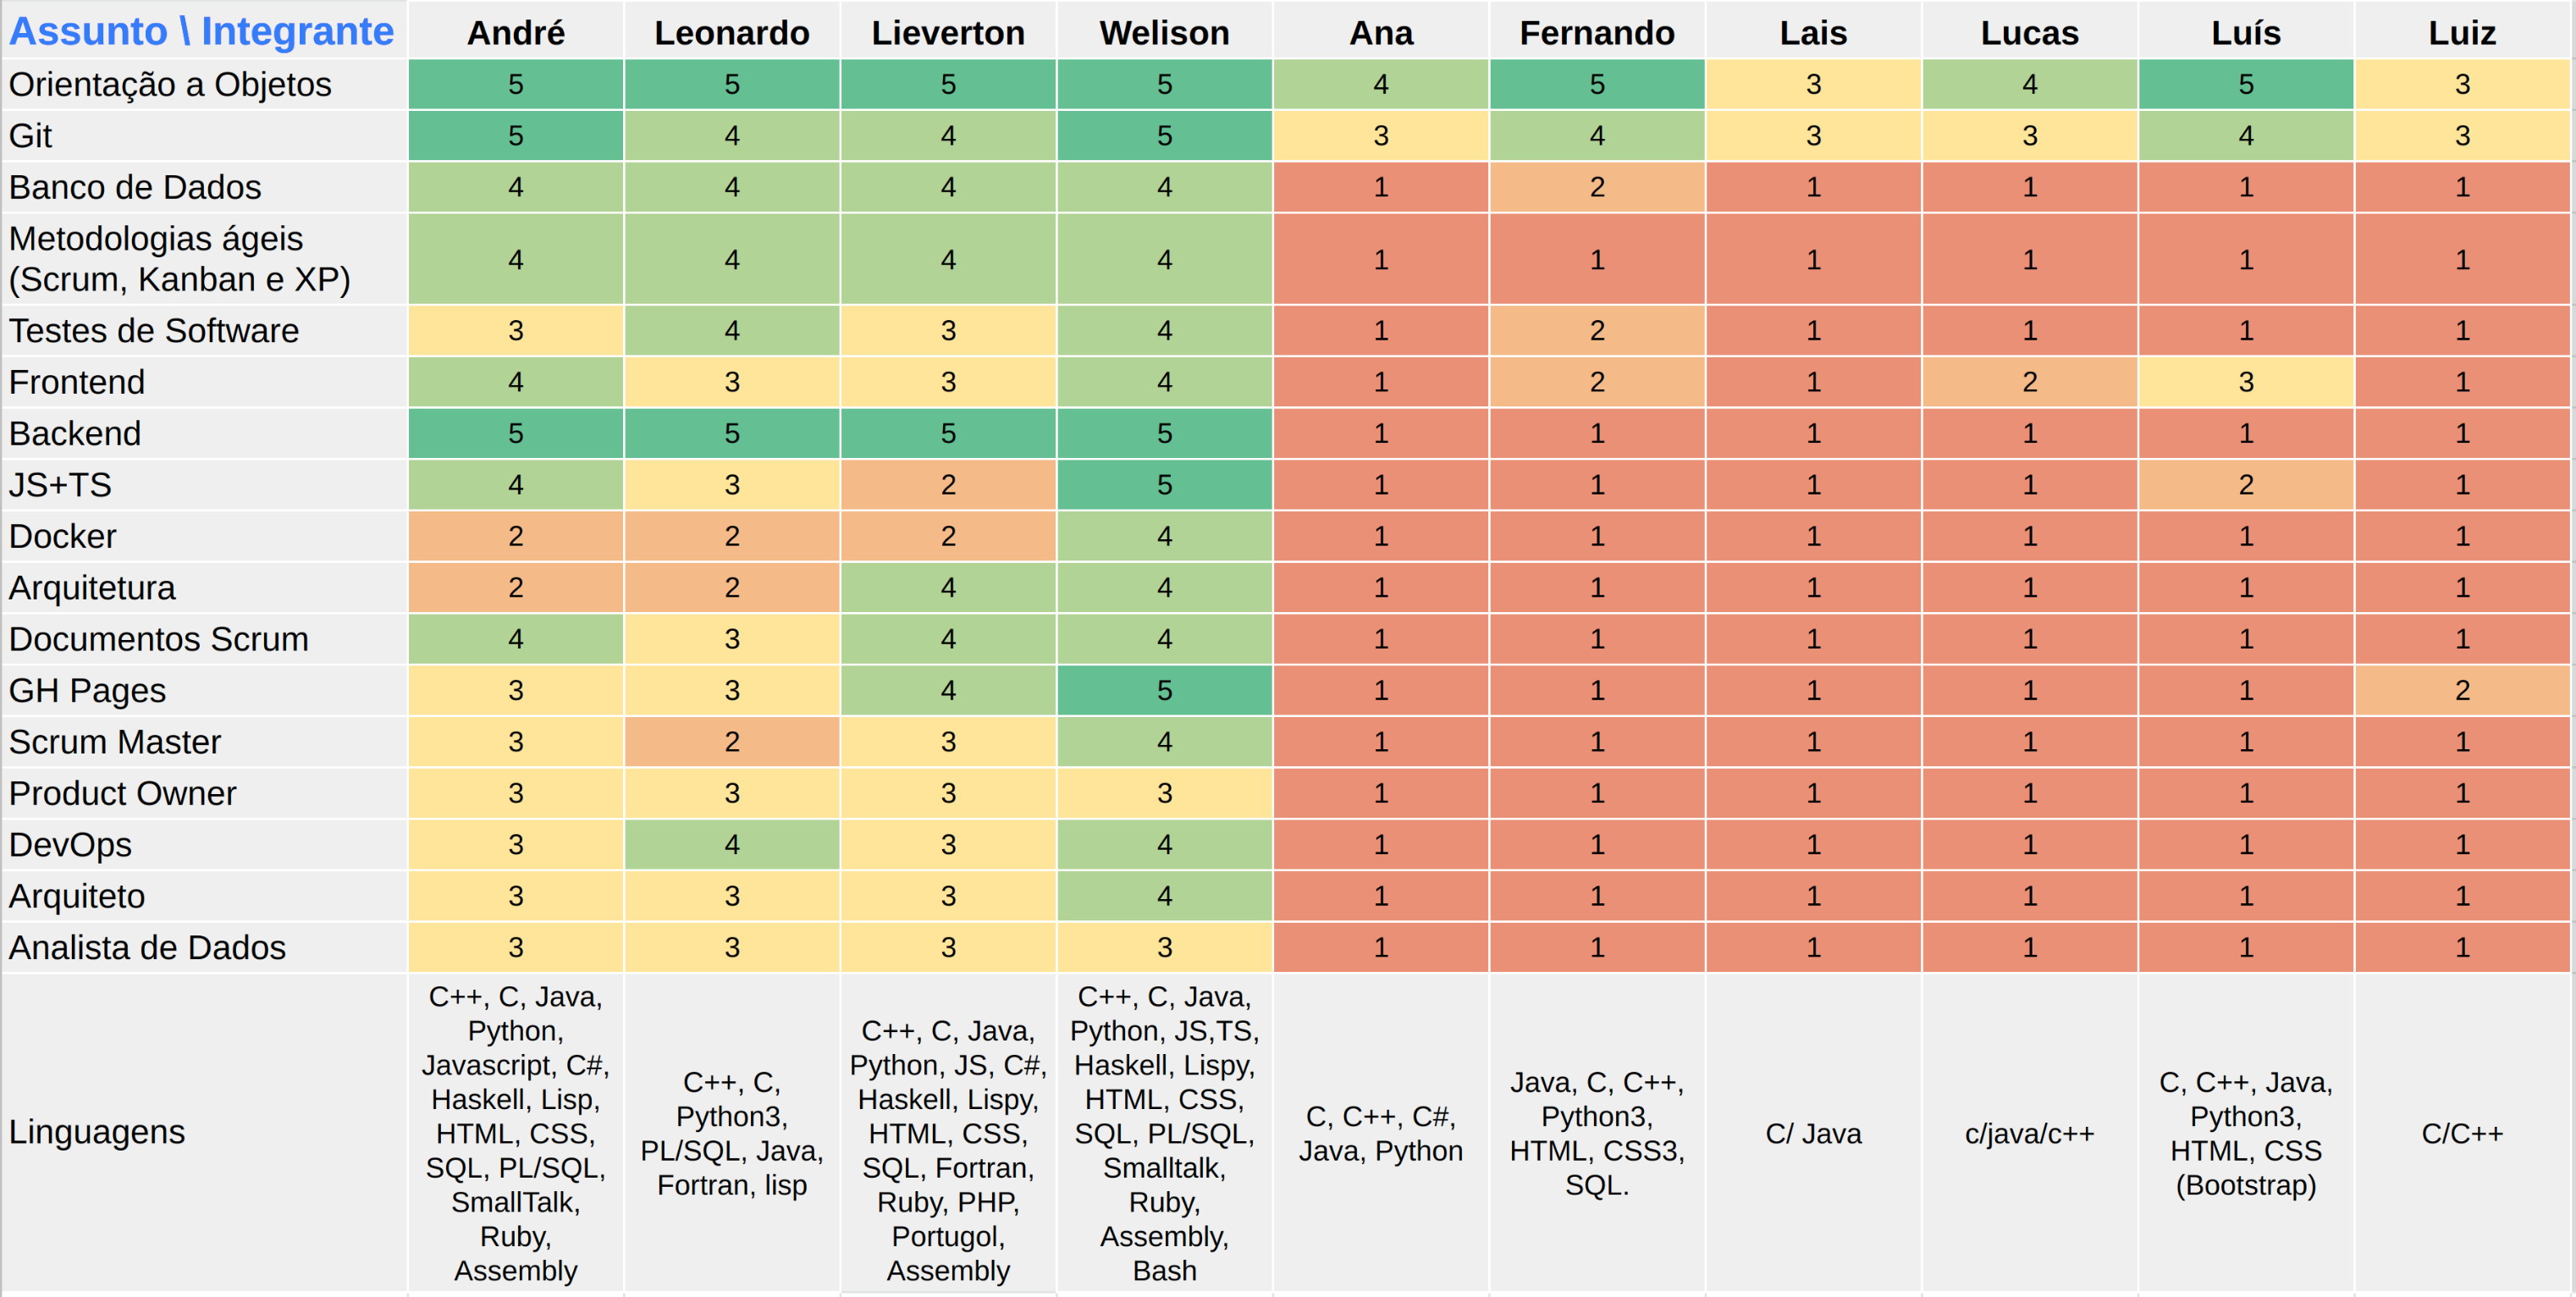 Assunto \ Integrante André Leonardo Lieverton Welison Ana Fernando Lais Lucas Luís Luiz
Orientação a Objetos 5 5 5 5 4 5 3 4 5 3
Git 5 4 4 5 3 4 3 3 4 3
Banco de Dados 4 4 4 4 1 2 1 1 1 1
Metodologias ágeis
(Scrum, Kanban e XP) 4 4 4 4 1 1 1 1 1 1
Testes de Software 3 4 3 4 1 2 1 1 1 1
Frontend 4 3 3 4 1 2 1 2 3 1
Backend 5 5 5 5 1 1 1 1 1 1
JS+TS 4 3 2 5 1 1 1 1 2 1
Docker 2 2 2 4 1 1 1 1 1 1
Arquitetura 2 2 4 4 1 1 1 1 1 1
Documentos Scrum 4 3 4 4 1 1 1 1 1 1
GH Pages 3 3 4 5 1 1 1 1 1 2
Scrum Master 3 2 3 4 1 1 1 1 1 1
Product Owner 3 3 3 3 1 1 1 1 1 1
DevOps 3 4 3 4 1 1 1 1 1 1
Arquiteto 3 3 3 4 1 1 1 1 1 1
Analista de Dados 3 3 3 3 1 1 1 1 1 1
Linguagens
C++, C, Java,
Python,
Javascript, C#,
Haskell, Lisp,
HTML, CSS,
SQL, PL/SQL,
SmallTalk,
Ruby,
Assembly
C++, C,
Python3,
PL/SQL, Java,
Fortran, lisp
C++, C, Java,
Python, JS, C#,
Haskell, Lispy,
HTML, CSS,
SQL, Fortran,
Ruby, PHP,
Portugol,
Assembly
C++, C, Java,
Python, JS,TS,
Haskell, Lispy,
HTML, CSS,
SQL, PL/SQL,
Smalltalk,
Ruby,
Assembly,
Bash
C, C++, C#,
Java, Python
Java, C, C++,
Python3,
HTML, CSS3,
SQL.
C/ Java
c/java/c++
C, C++, Java,
Python3,
HTML, CSS
(Bootstrap)
C/C++